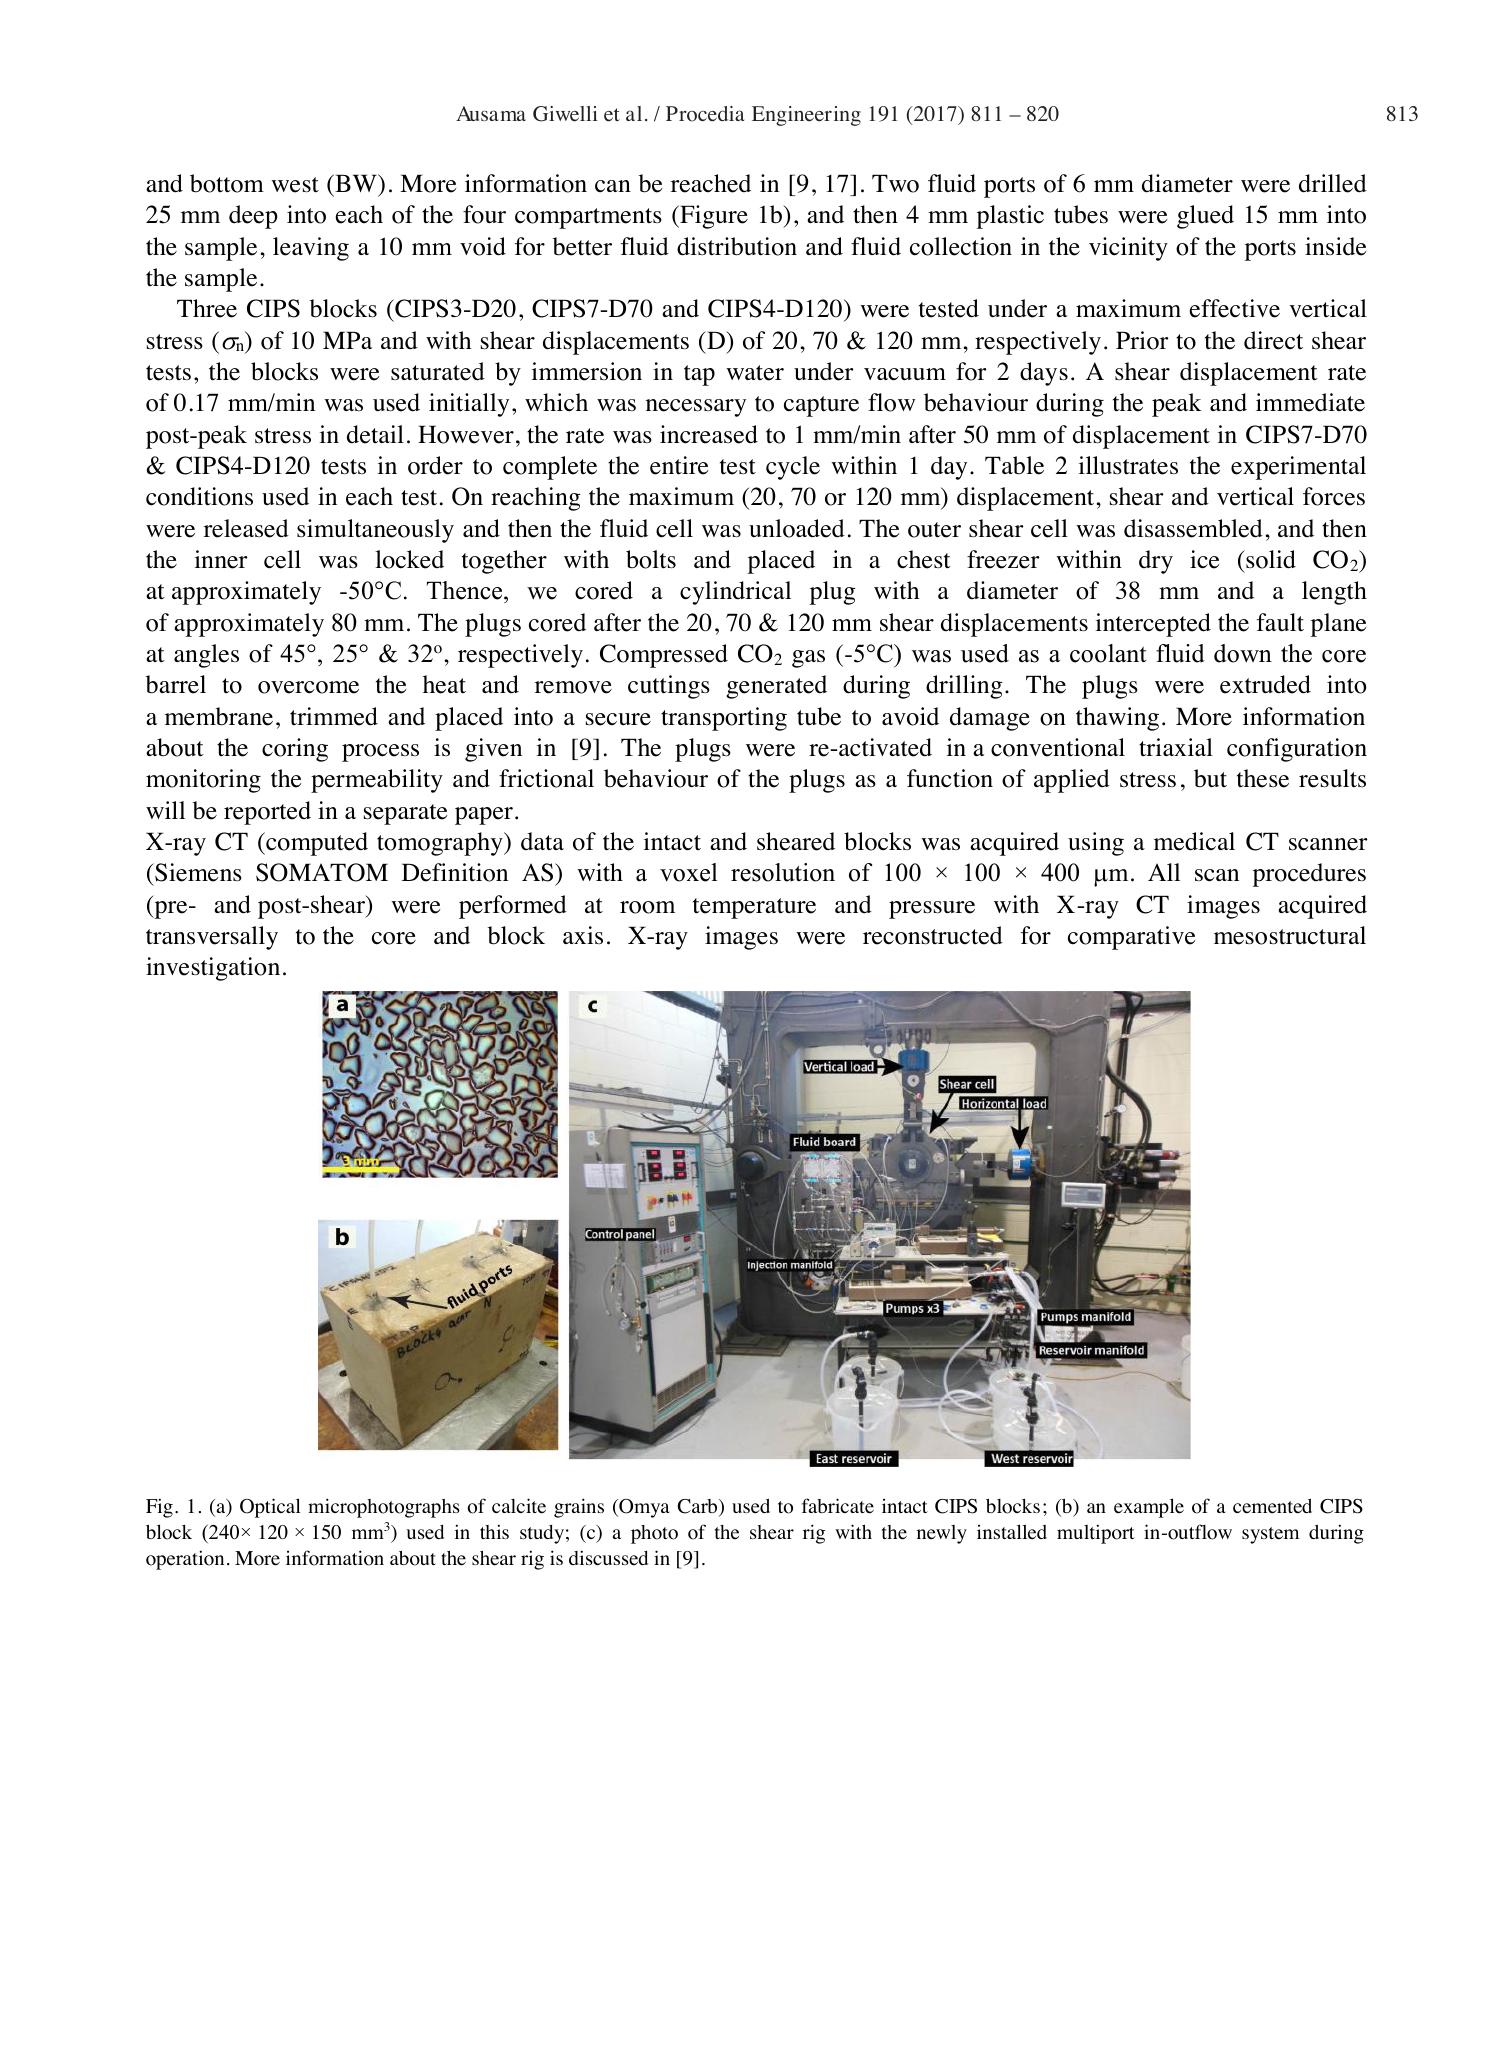 Ausama Giwelli et al. / Procedia Engineering 191 (2017) 811 – 820
813
and bottom west (BW). More information can be reached in [9, 17]. Two fluid ports of 6 mm diameter were drilled
25 mm deep into each of the four compartments (Figure 1b), and then 4 mm plastic tubes were glued 15 mm into
the sample, leaving a 10 mm void for better fluid distribution and fluid collection in the vicinity of the ports inside
the sample.
Three CIPS blocks (CIPS3-D20, CIPS7-D70 and CIPS4-D120) were tested under a maximum effective vertical
stress (σn) of 10 MPa and with shear displacements (D) of 20, 70 & 120 mm, respectively. Prior to the direct shear
tests, the blocks were saturated by immersion in tap water under vacuum for 2 days. A shear displacement rate
of 0.17 mm/min was used initially, which was necessary to capture flow behaviour during the peak and immediate
post-peak stress in detail. However, the rate was increased to 1 mm/min after 50 mm of displacement in CIPS7-D70
& CIPS4-D120 tests in order to complete the entire test cycle within 1 day. Table 2 illustrates the experimental
conditions used in each test. On reaching the maximum (20, 70 or 120 mm) displacement, shear and vertical forces
were released simultaneously and then the fluid cell was unloaded. The outer shear cell was disassembled, and then
the inner cell was locked together with bolts and placed in a chest freezer within dry ice (solid CO2)
at approximately -50°C. Thence, we cored a cylindrical plug with a diameter of 38 mm and a length
of approximately 80 mm. The plugs cored after the 20, 70 & 120 mm shear displacements intercepted the fault plane
at angles of 45°, 25° & 32º, respectively. Compressed CO2 gas (-5°C) was used as a coolant fluid down the core
barrel to overcome the heat and remove cuttings generated during drilling. The plugs were extruded into
a membrane, trimmed and placed into a secure transporting tube to avoid damage on thawing. More information
about the coring process is given in [9]. The plugs were re-activated in a conventional triaxial configuration
monitoring the permeability and frictional behaviour of the plugs as a function of applied stress, but these results
will be reported in a separate paper.
X-ray CT (computed tomography) data of the intact and sheared blocks was acquired using a medical CT scanner
(Siemens SOMATOM Definition AS) with a voxel resolution of 100 × 100 × 400 μm. All scan procedures
(pre- and post-shear) were performed at room temperature and pressure with X-ray CT images acquired
transversally to the core and block axis. X-ray images were reconstructed for comparative mesostructural
investigation.
a
3 mm
b
fluid ports
E
N
TOP
BLOCK
c
Vertical load
Shear cell
Horizontal load
Fluid board
Control panel
Injection manifold
Pumps x3
Pumps manifold
Reservoir manifold
East reservoir
West reservoir
Fig. 1. (a) Optical microphotographs of calcite grains (Omya Carb) used to fabricate intact CIPS blocks; (b) an example of a cemented CIPS
block (240× 120 × 150 mm3) used in this study; (c) a photo of the shear rig with the newly installed multiport in-outflow system during
operation. More information about the shear rig is discussed in [9].